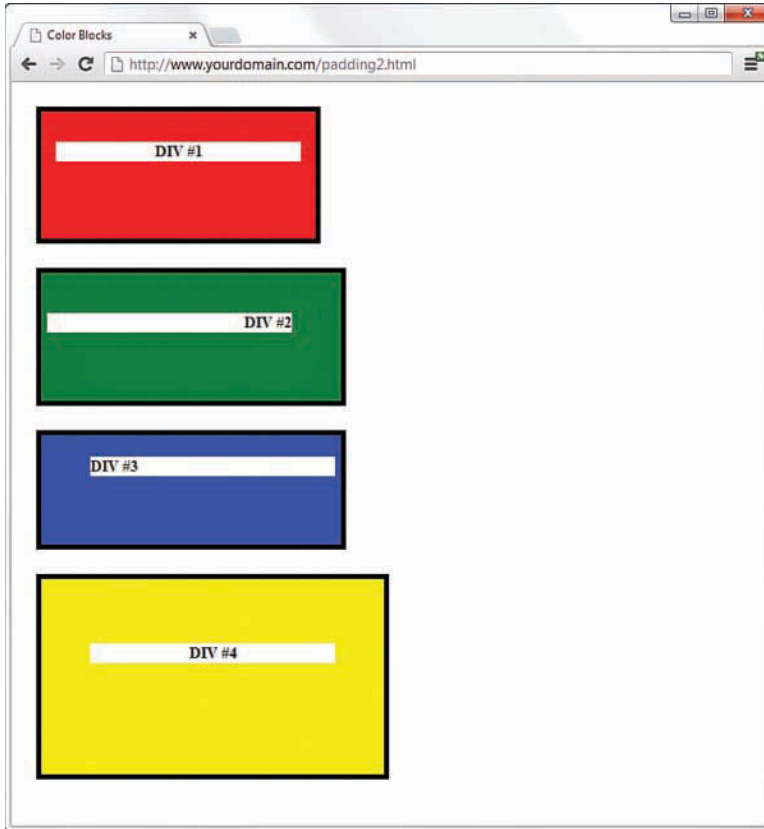 Color Blocks
http://www.yourdomain.com/padding2.html
DIV #1
DIV #2
DIV #3
DIV #4